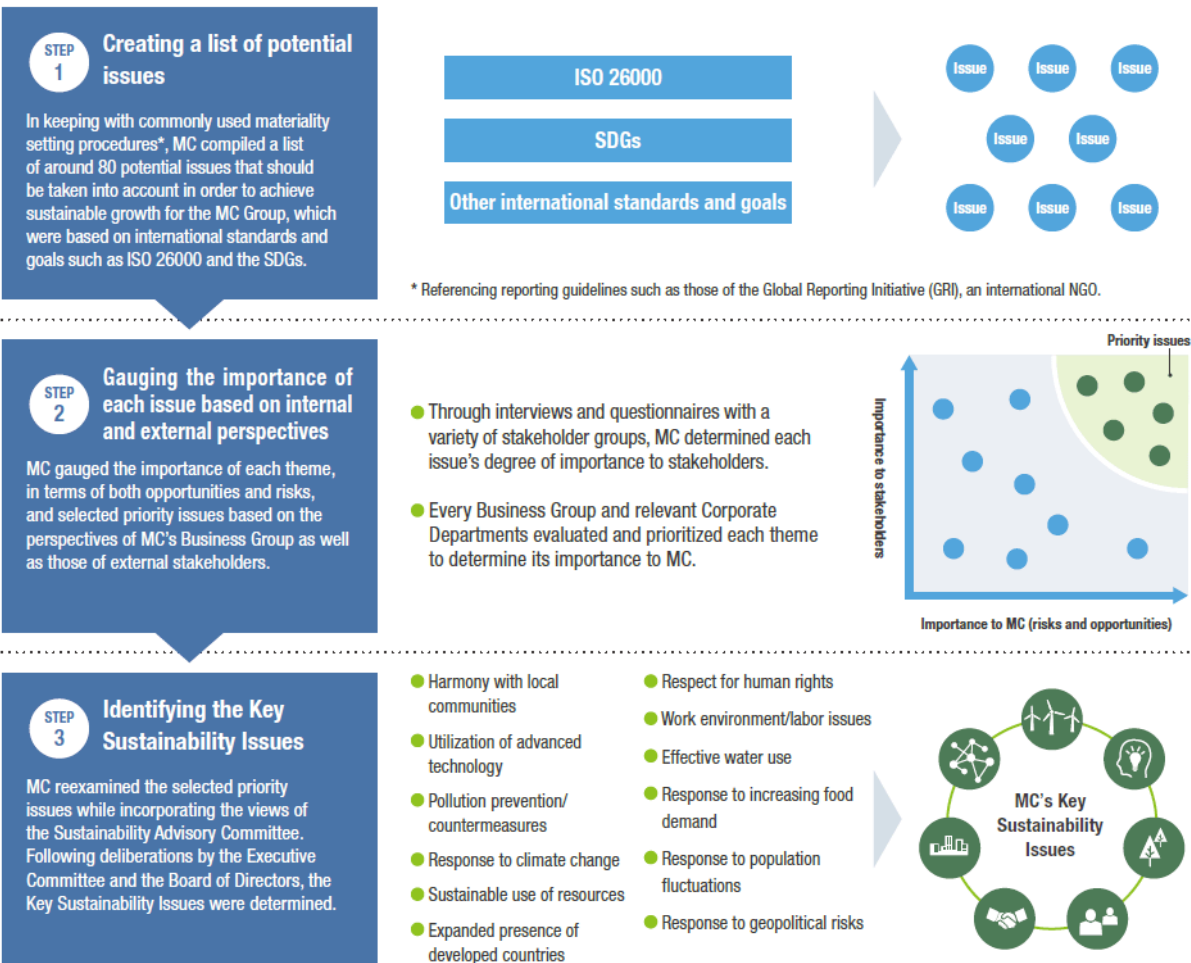 STEP
1
Creating a list of potential
issues
In keeping with commonly used materiality
setting procedures*, MC compiled a list
of around 80 potential issues that should
be taken into account in order to achieve
sustainable growth for the MC Group, which
were based on international standards and
goals such as ISO 26000 and the SDGs.
ISO 26000
SDGs
Other international standards and goals
Issue Issue Issue
Issue Issue
Issue Issue Issue
* Referencing reporting guidelines such as those of the Global Reporting Initiative (GRI), an international NGO.
STEP
2
Gauging the importance of
each issue based on internal
and external perspectives
MC gauged the importance of each theme,
in terms of both opportunities and risks,
and selected priority issues based on the
perspectives of MC's Business Group as well
as those of external stakeholders.
Through interviews and questionnaires with a
variety of stakeholder groups, MC determined each
issue's degree of importance to stakeholders.
Every Business Group and relevant Corporate
Departments evaluated and prioritized each theme
to determine its importance to MC.
Priority issues
Importance to stakeholders
Importance to MC (risks and opportunities)
STEP
3
Identifying the Key
Sustainability Issues
MC reexamined the selected priority
issues while incorporating the views of
the Sustainability Advisory Committee.
Following deliberations by the Executive
Committee and the Board of Directors, the
Key Sustainability Issues were determined.
Harmony with local
communities
Utilization of advanced
technology
Pollution prevention/
countermeasures
Response to climate change
Sustainable use of resources
Expanded presence of
developed countries
Respect for human rights
Work environment/labor issues
Effective water use
Response to increasing food
demand
Response to population
fluctuations
Response to geopolitical risks
MC's Key
Sustainability
Issues